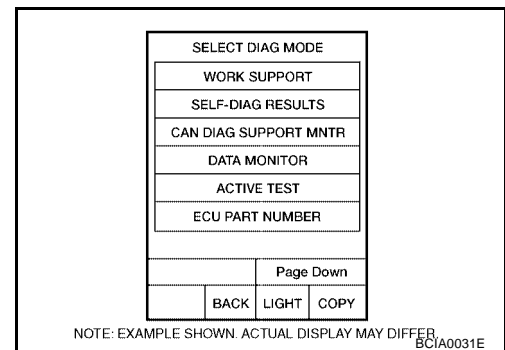 SELECT DIAG MODE
WORK SUPPORT
SELF-DIAG RESULTS
CAN DIAG SUPPORT MNTR
DATA MONITOR
ACTIVE TEST
ECU PART NUMBER
Page Down
BACK LIGHT COPY
NOTE: EXAMPLE SHOWN. ACTUAL DISPLAY MAY DIFFER.
BCIA0031E